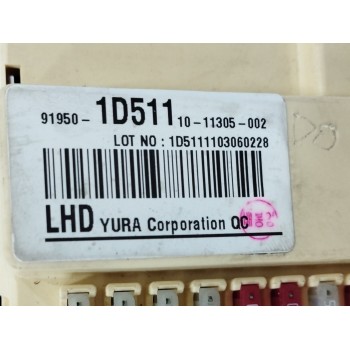 91950-1D511 10-11305-002
LOT NO : 1D5111103060228
LHD YURA Corporation QC